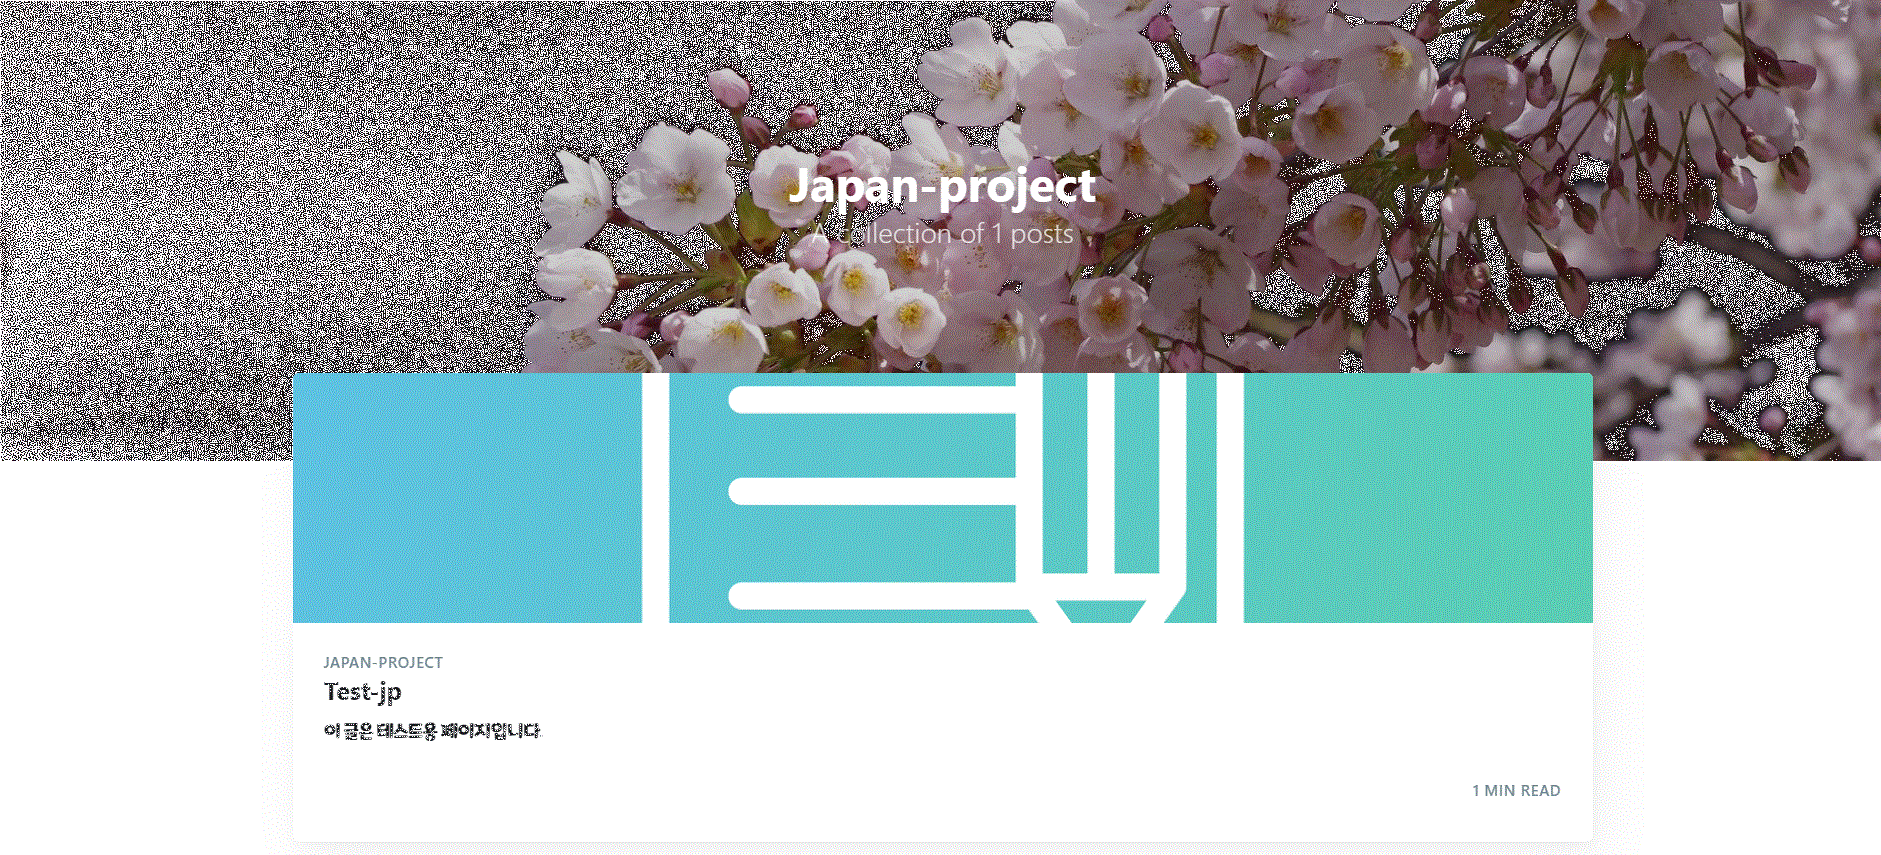 Japan-project
A collection of 1 posts
JAPAN-PROJECT
Test-jp
이 글은 테스트용 페이지입니다.
1 MIN READ